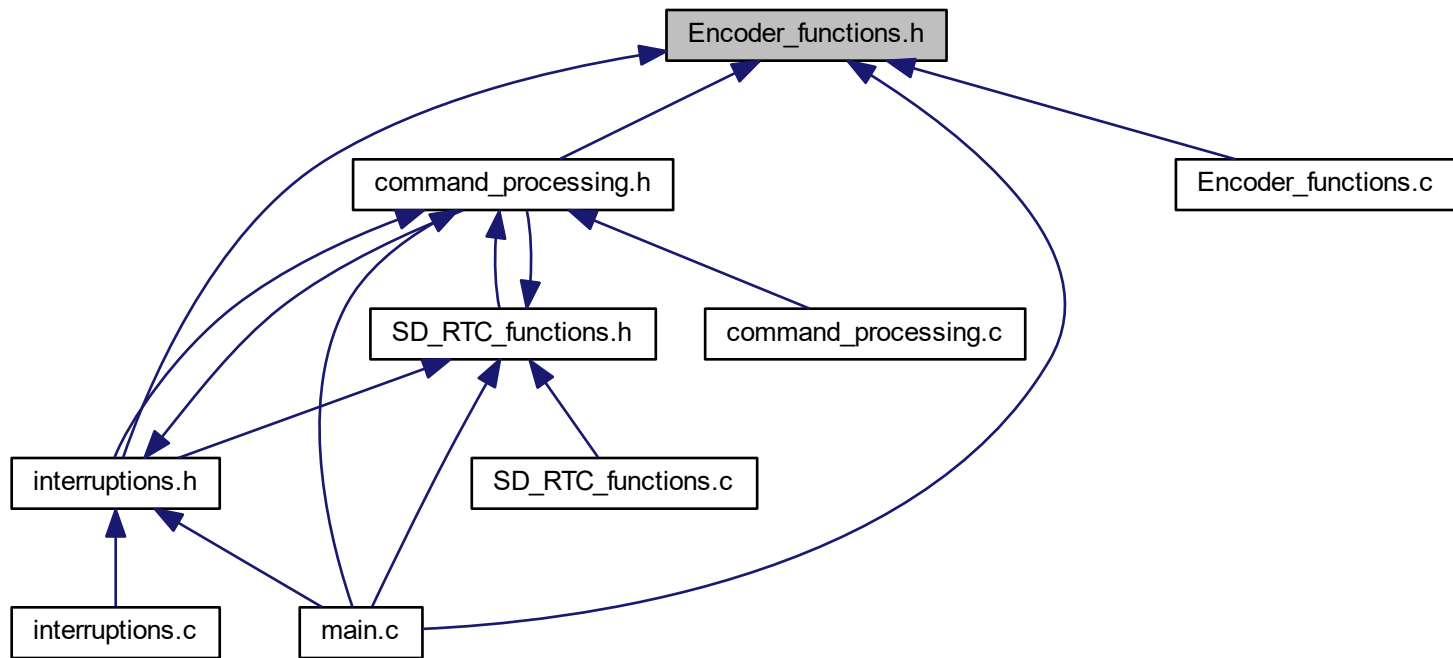 Encoder_functions.h
command_processing.h
Encoder_functions.c
SD_RTC_functions.h
command_processing.c
interruptions.h
SD_RTC_functions.c
interruptions.c
main.c